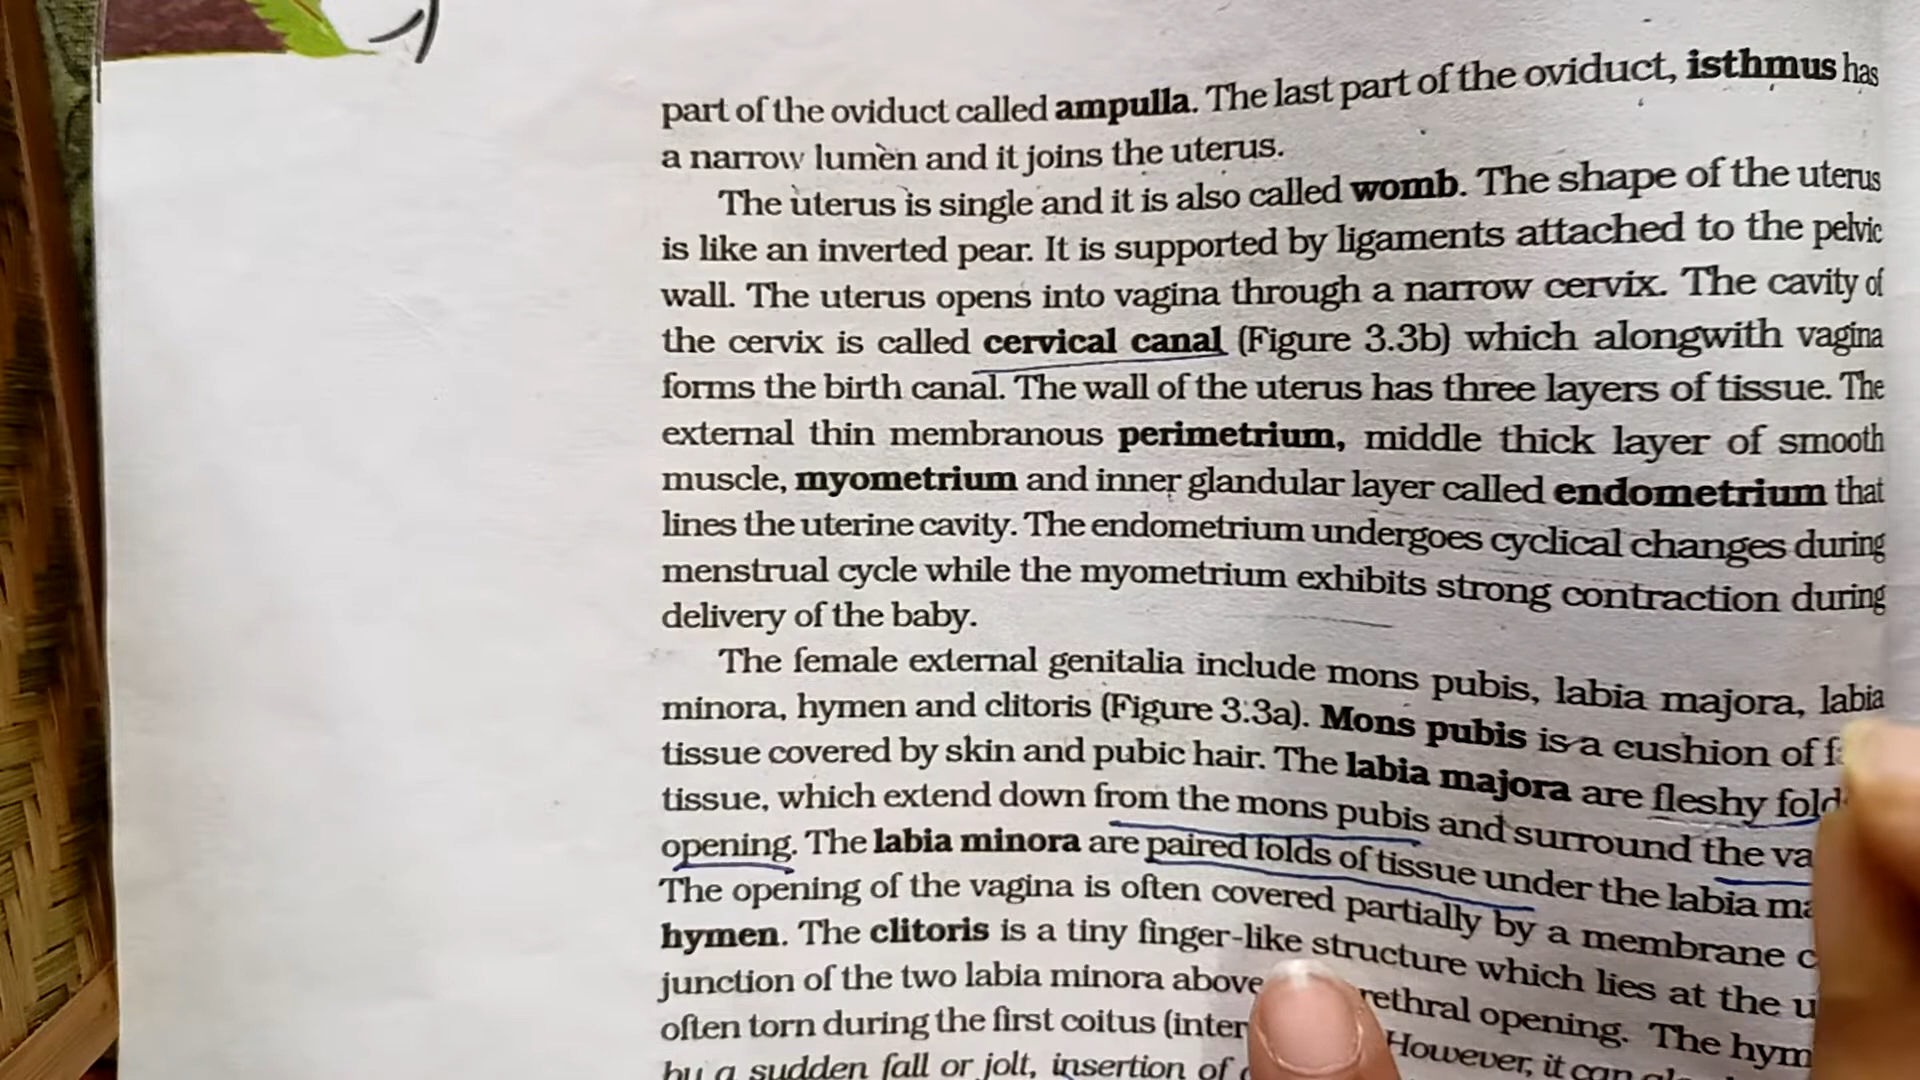 part of the oviduct called ampulla. The last part of the oviduct, isthmus has
a narrow lumen and it joins the uterus.
The uterus is single and it is also called womb. The shape of the uterus
is like an inverted pear. It is supported by ligaments attached to the pelvic
wall. The uterus opens into vagina through a narrow cervix. The cavity of
the cervix is called cervical canal (Figure 3.3b) which alongwith vagina
forms the birth canal. The wall of the uterus has three layers of tissue. The
external thin membranous perimetrium, middle thick layer of smooth
muscle, myometrium and inner glandular layer called endometrium that
lines the uterine cavity. The endometrium undergoes cyclical changes during
menstrual cycle while the myometrium exhibits strong contraction during
delivery of the baby.
The female external genitalia include mons pubis, labia majora, labia
minora, hymen and clitoris (Figure 3.3a). Mons pubis is a cushion of
tissue covered by skin and pubic hair. The labia majora are fleshy
tissue, which extend down from the mons pubis and surround the
opening. The labia minora are paired folds of tissue under the labia
The opening of the vagina is often covered partially by a membrane
hymen. The clitoris is a tiny finger-like structure which lies at the
junction of the two labia minora above opening. The
often torn during the first coitus However, it can
by a sudden fall or jolt, insertion of